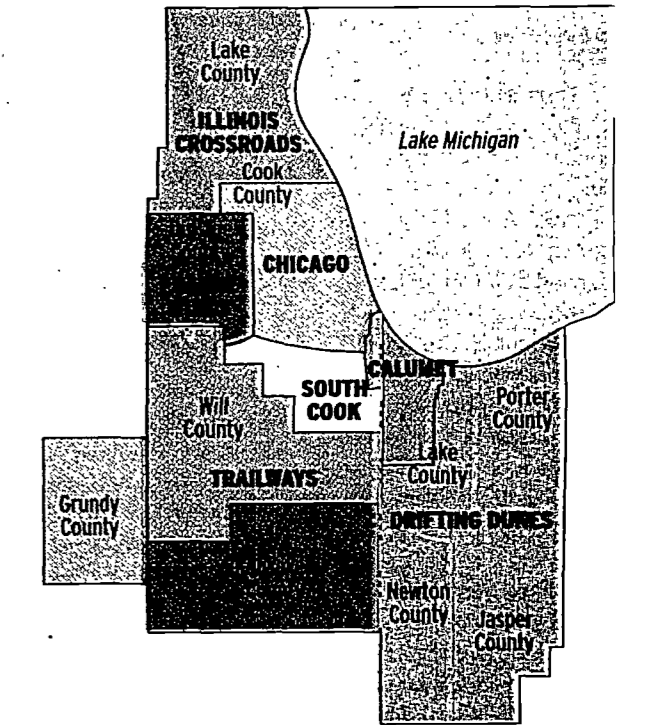 Lake
County
ILLINOIS
CROSSROADS
Lake Michigan
Cook
County
CHICAGO
CALUMET
SOUTH
COOK
Porter
County
Will
County
Lake
County
TRAILWAYS
Grundy
County
DRIFTING DUNES
Newton
County
Jasper
County